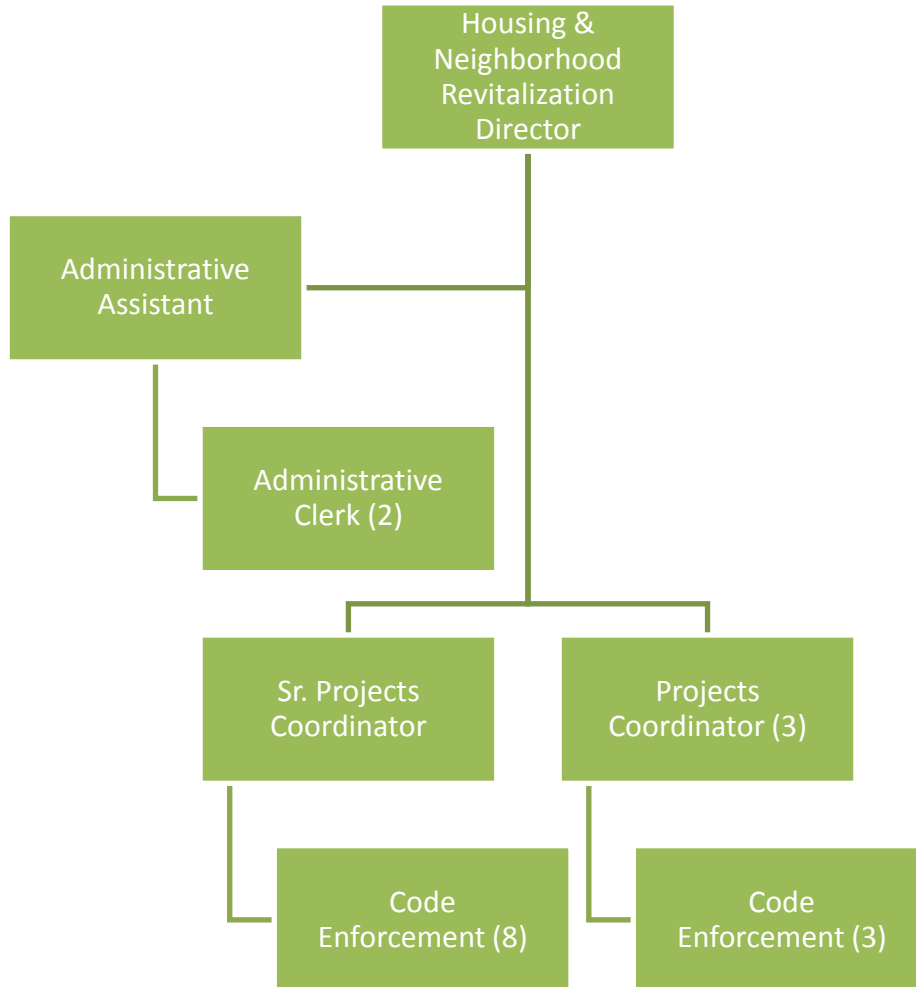 Housing &
Neighborhood
Revitalization
Director
Administrative
Assistant
Administrative
Clerk (2)
Sr. Projects
Coordinator
Projects
Coordinator (3)
Code
Enforcement (8)
Code
Enforcement (3)